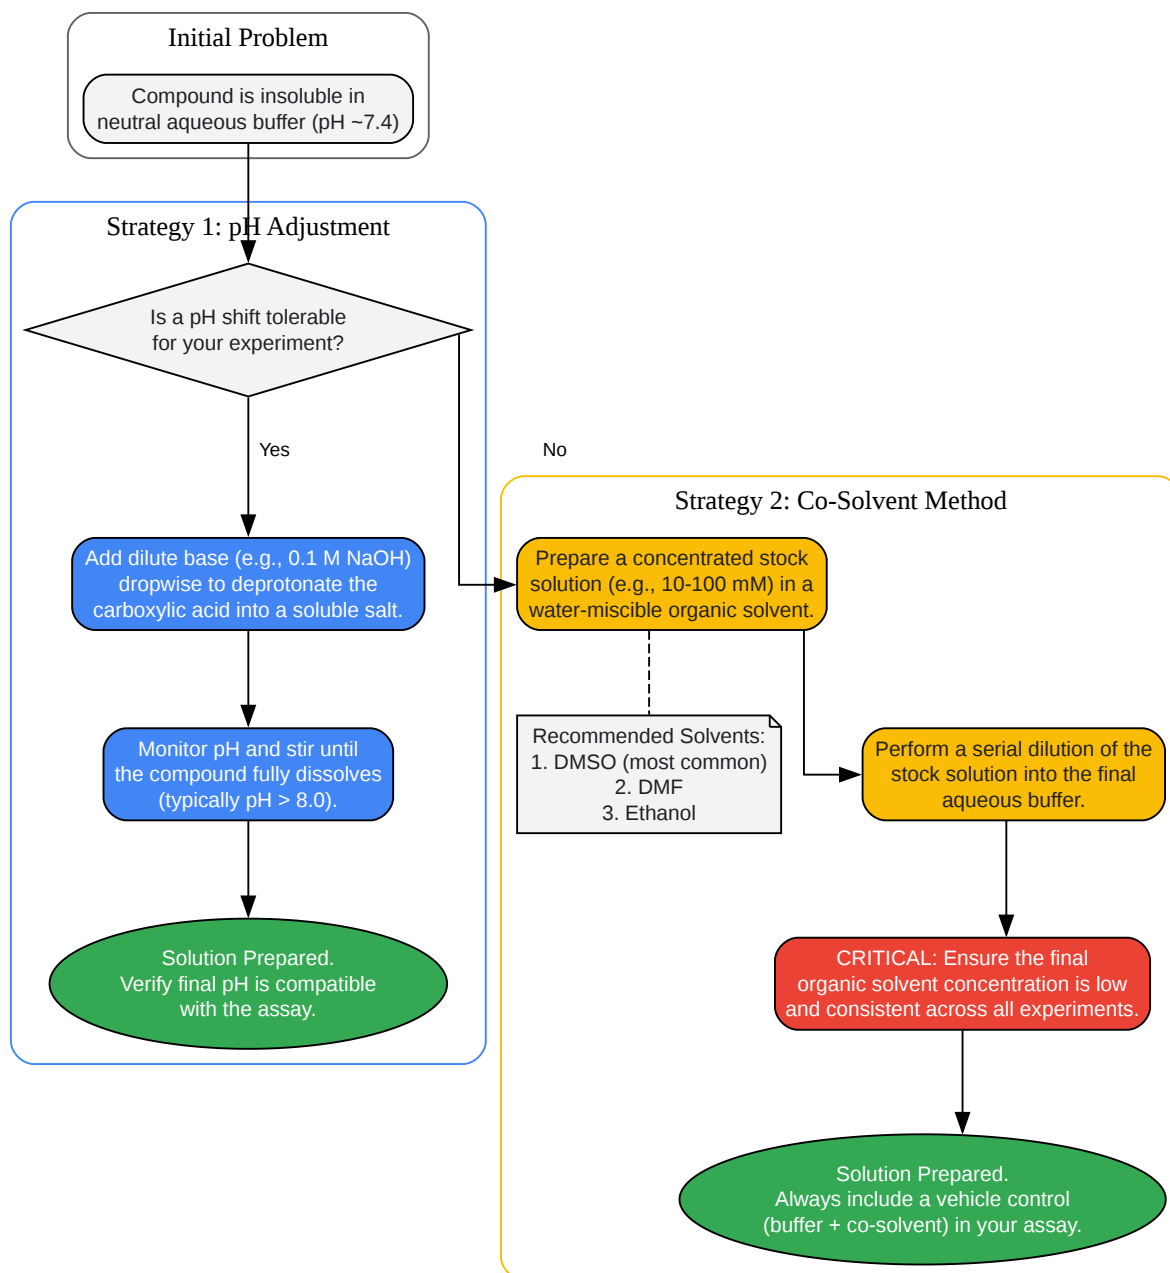 Initial Problem
Compound is insoluble in
neutral aqueous buffer (pH ~7.4)
Strategy 1: pH Adjustment
Is a pH shift tolerable
for your experiment?
Yes
No
Add dilute base (e.g., 0.1 M NaOH)
dropwise to deprotonate the
carboxylic acid into a soluble salt.
Monitor pH and stir until
the compound fully dissolves
(typically pH > 8.0).
Solution Prepared.
Verify final pH is compatible
with the assay.
Strategy 2: Co-Solvent Method
Prepare a concentrated stock
solution (e.g., 10-100 mM) in a
water-miscible organic solvent.
Recommended Solvents:
1. DMSO (most common)
2. DMF
3. Ethanol
Perform a serial dilution of the
stock solution into the final
aqueous buffer.
CRITICAL: Ensure the final
organic solvent concentration is low
and consistent across all experiments.
Solution Prepared.
Always include a vehicle control
(buffer + co-solvent) in your assay.